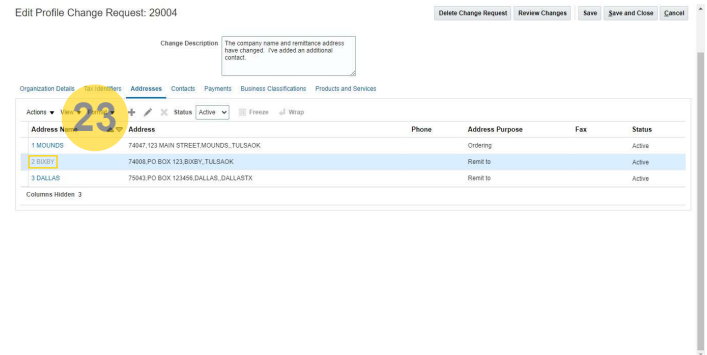 Edit Profile Change Request: 29004
Delete Change Request Review Changes Save Save and Close Cancel
Change Description The company name and remittance address
have changed. I've added an additional
contact.
Organization Details Tax Identifiers Addresses Contacts Payments Business Classifications Products and Services
Actions View Format Status Active Freeze Wrap
23
Address Name Address Phone Address Purpose Fax Status
1 MOUNDS 74047,123 MAIN STREET,MOUNDS,,TULSAOK Ordering Active
2 BIXBY 74008,PO BOX 123,BIXBY,,TULSAOK Remit to Active
3 DALLAS 75043,PO BOX 123456,DALLAS,,DALLASTX Remit to Active
Columns Hidden 3